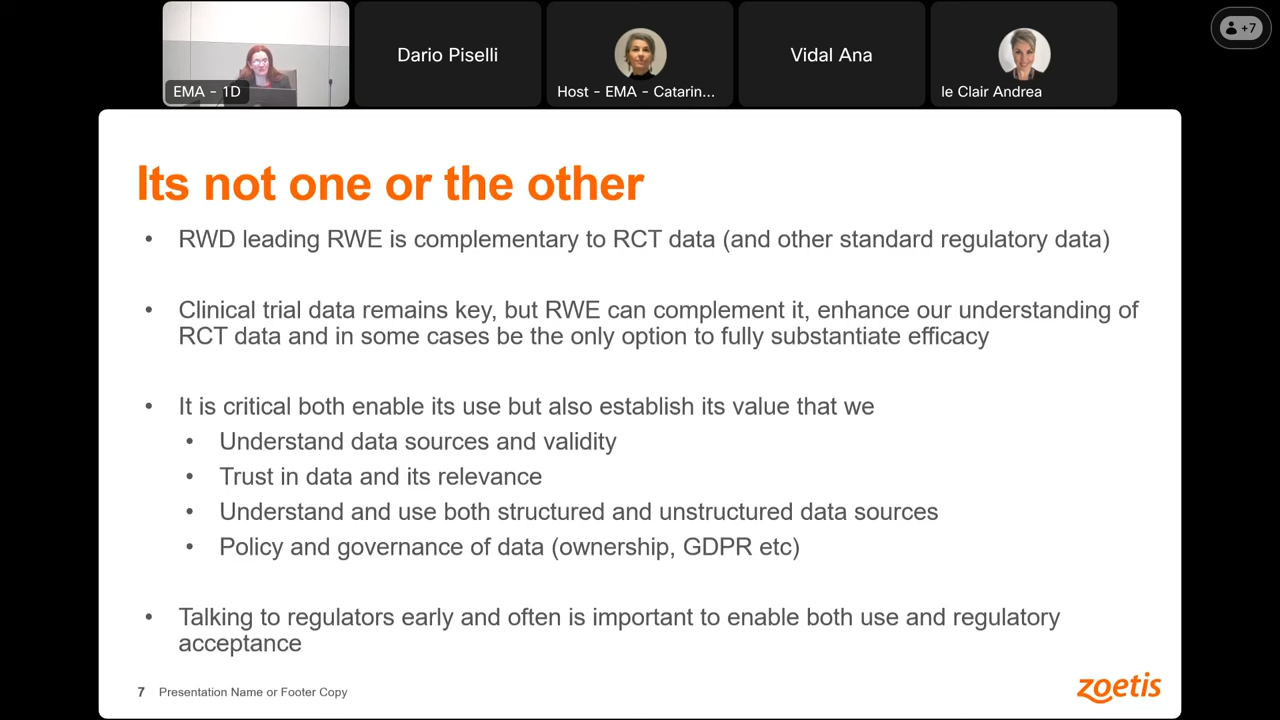 +7
EMA - 1D
Dario Piselli
Host - EMA - Catarin...
Vidal Ana
le Clair Andrea
Its not one or the other
• RWD leading RWE is complementary to RCT data (and other standard regulatory data)
• Clinical trial data remains key, but RWE can complement it, enhance our understanding of
RCT data and in some cases be the only option to fully substantiate efficacy
• It is critical both enable its use but also establish its value that we
• Understand data sources and validity
• Trust in data and its relevance
• Understand and use both structured and unstructured data sources
• Policy and governance of data (ownership, GDPR etc)
• Talking to regulators early and often is important to enable both use and regulatory
acceptance
7 Presentation Name or Footer Copy
zoetis